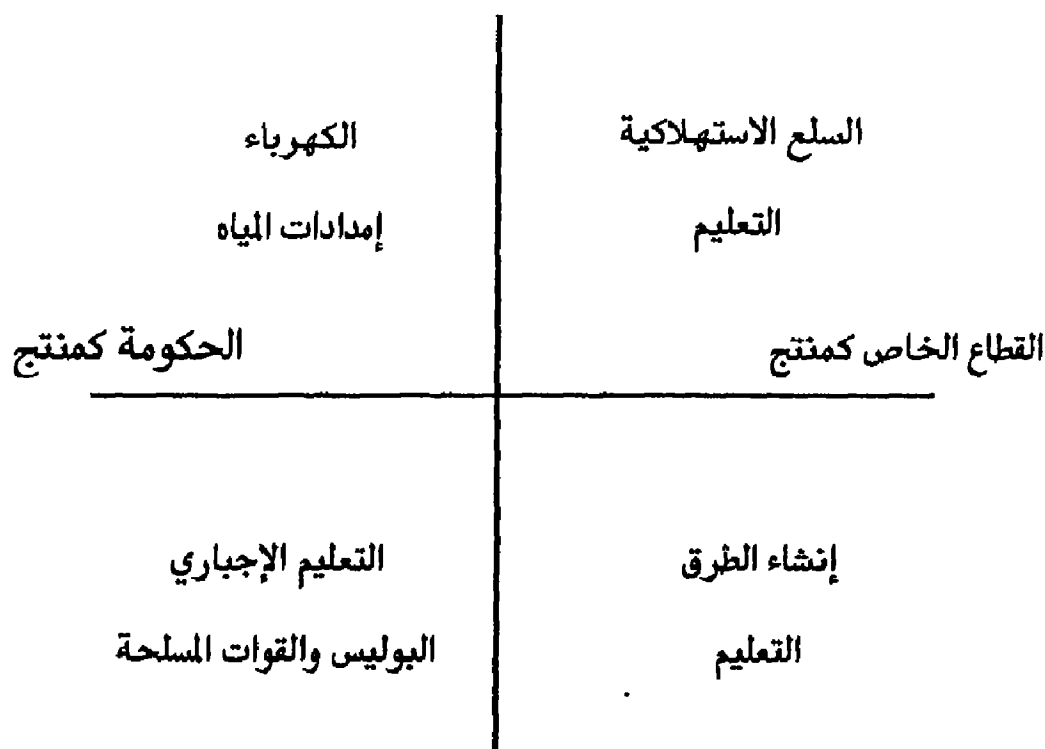 السلع الاستهلاكية
الكهرباء
التعليم
إمدادات المياه
القطاع الخاص كمنتج
الحكومة كمنتج
إنشاء الطرق
التعليم الإجباري
التعليم
البوليس والقوات المسلحة